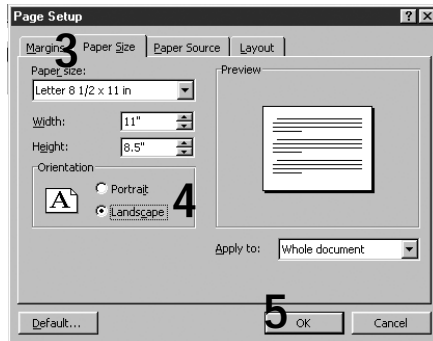 Page Setup
3
Margins Paper Size Paper Source Layout
Paper size:
Letter 8 1/2 x 11 in
Width: 11"
Height: 8.5"
Orientation
A
Portrait
Landscape
4
Preview
Apply to: Whole document
5
Default... OK Cancel